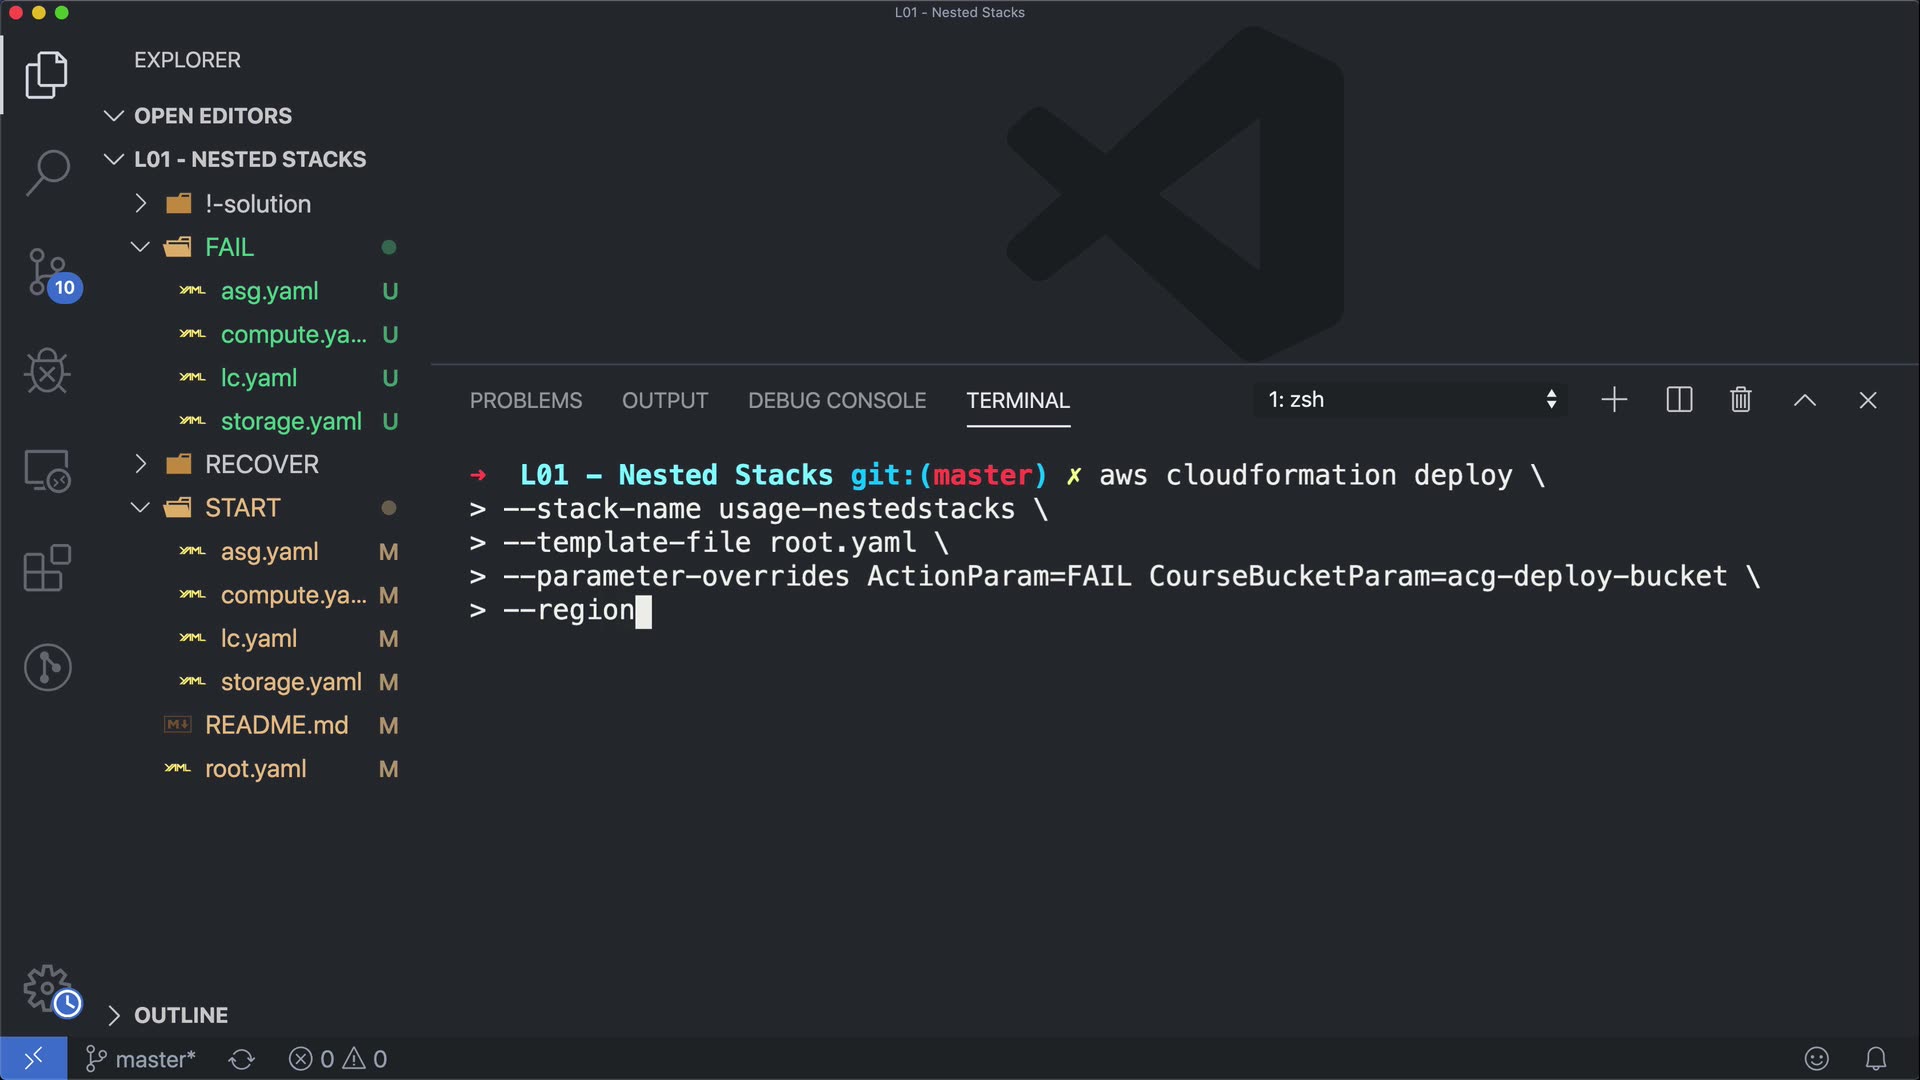 L01 - Nested Stacks
EXPLORER
OPEN EDITORS
L01 - NESTED STACKS
!-solution
FAIL
asg.yaml U
compute.ya... U
lc.yaml U
storage.yaml U
RECOVER
START
asg.yaml M
compute.ya... M
lc.yaml M
storage.yaml M
README.md M
root.yaml M
OUTLINE
10
PROBLEMS OUTPUT DEBUG CONSOLE TERMINAL 1: zsh
→ L01 - Nested Stacks git:(master) ✗ aws cloudformation deploy \
> --stack-name usage-nestedstacks \
> --template-file root.yaml \
> --parameter-overrides ActionParam=FAIL CourseBucketParam=acg-deploy-bucket \
> --region
master* 0 0